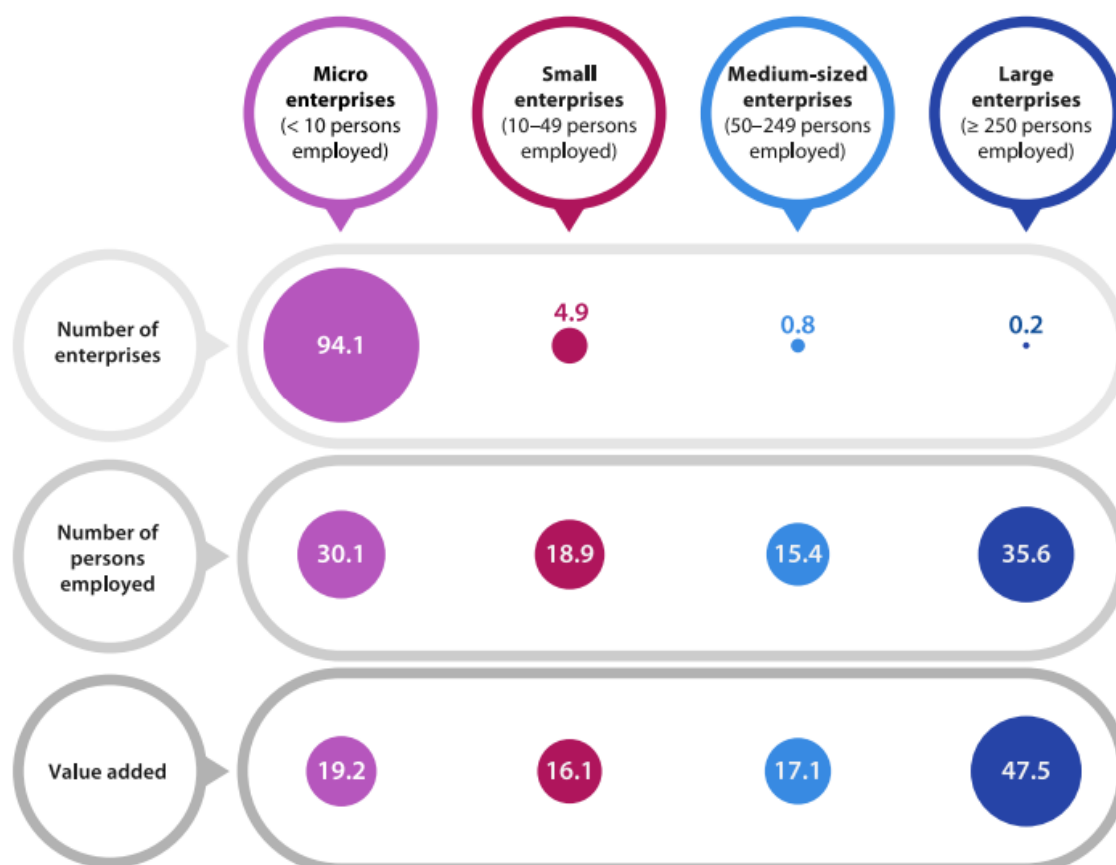 Micro
enterprises
(< 10 persons
employed)
Small
enterprises
(10–49 persons
employed)
Medium-sized
enterprises
(50–249 persons
employed)
Large
enterprises
(≥ 250 persons
employed)
Number of
enterprises
94.1
4.9
0.8
0.2
Number of
persons
employed
30.1
18.9
15.4
35.6
Value added
19.2
16.1
17.1
47.5